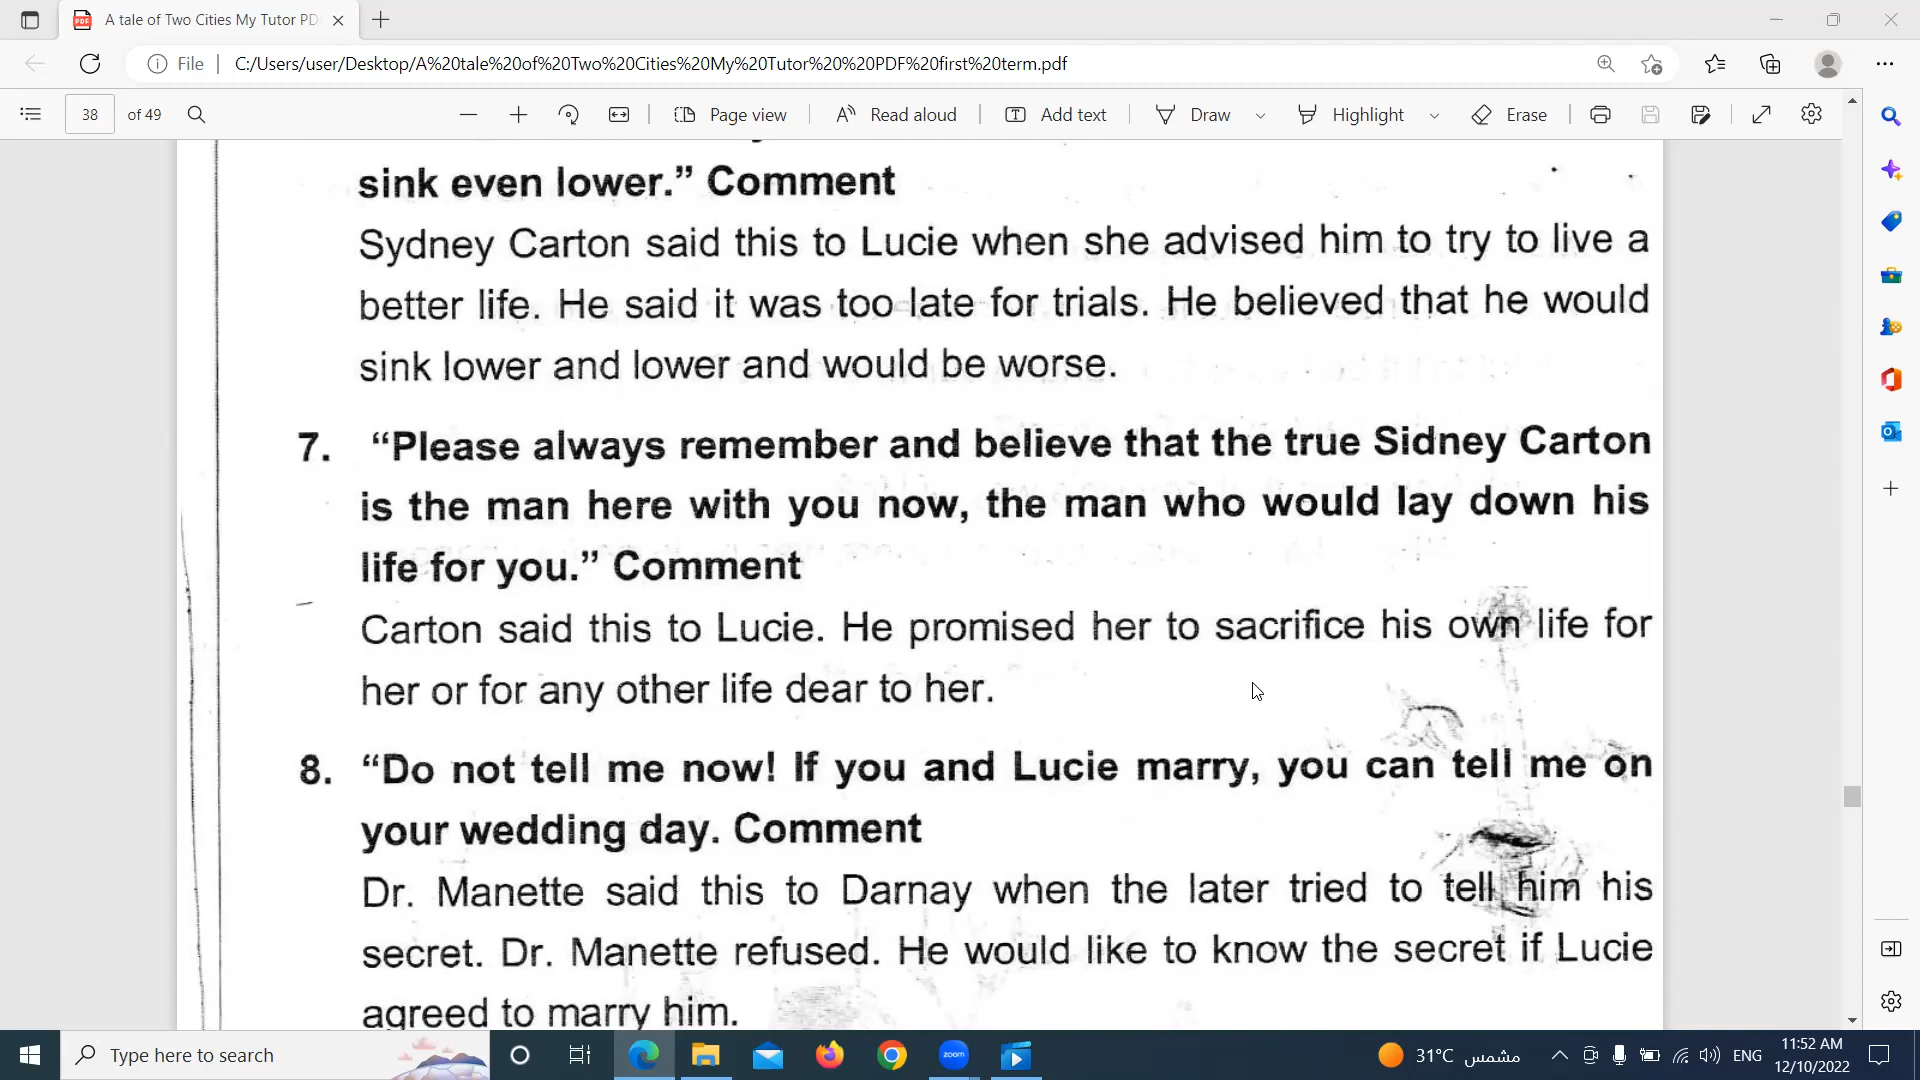 A tale of Two Cities My Tutor PD
File
C:/Users/user/Desktop/A%20tale%20of%20Two%20Cities%20My%20Tutor%20%20PDF%20first%20term.pdf
38 of 49
Page view
Read aloud
Add text
Draw
Highlight
Erase
sink even lower.” Comment
Sydney Carton said this to Lucie when she advised him to try to live a
better life. He said it was too late for trials. He believed that he would
sink lower and lower and would be worse.
7. “Please always remember and believe that the true Sidney Carton
is the man here with you now, the man who would lay down his
life for you.” Comment
Carton said this to Lucie. He promised her to sacrifice his own life for
her or for any other life dear to her.
8. “Do not tell me now! If you and Lucie marry, you can tell me on
your wedding day. Comment
Dr. Manette said this to Darnay when the later tried to tell him his
secret. Dr. Manette refused. He would like to know the secret if Lucie
agreed to marry him.
Type here to search
zoom
31°C مشمس
ENG
11:52 AM
12/10/2022